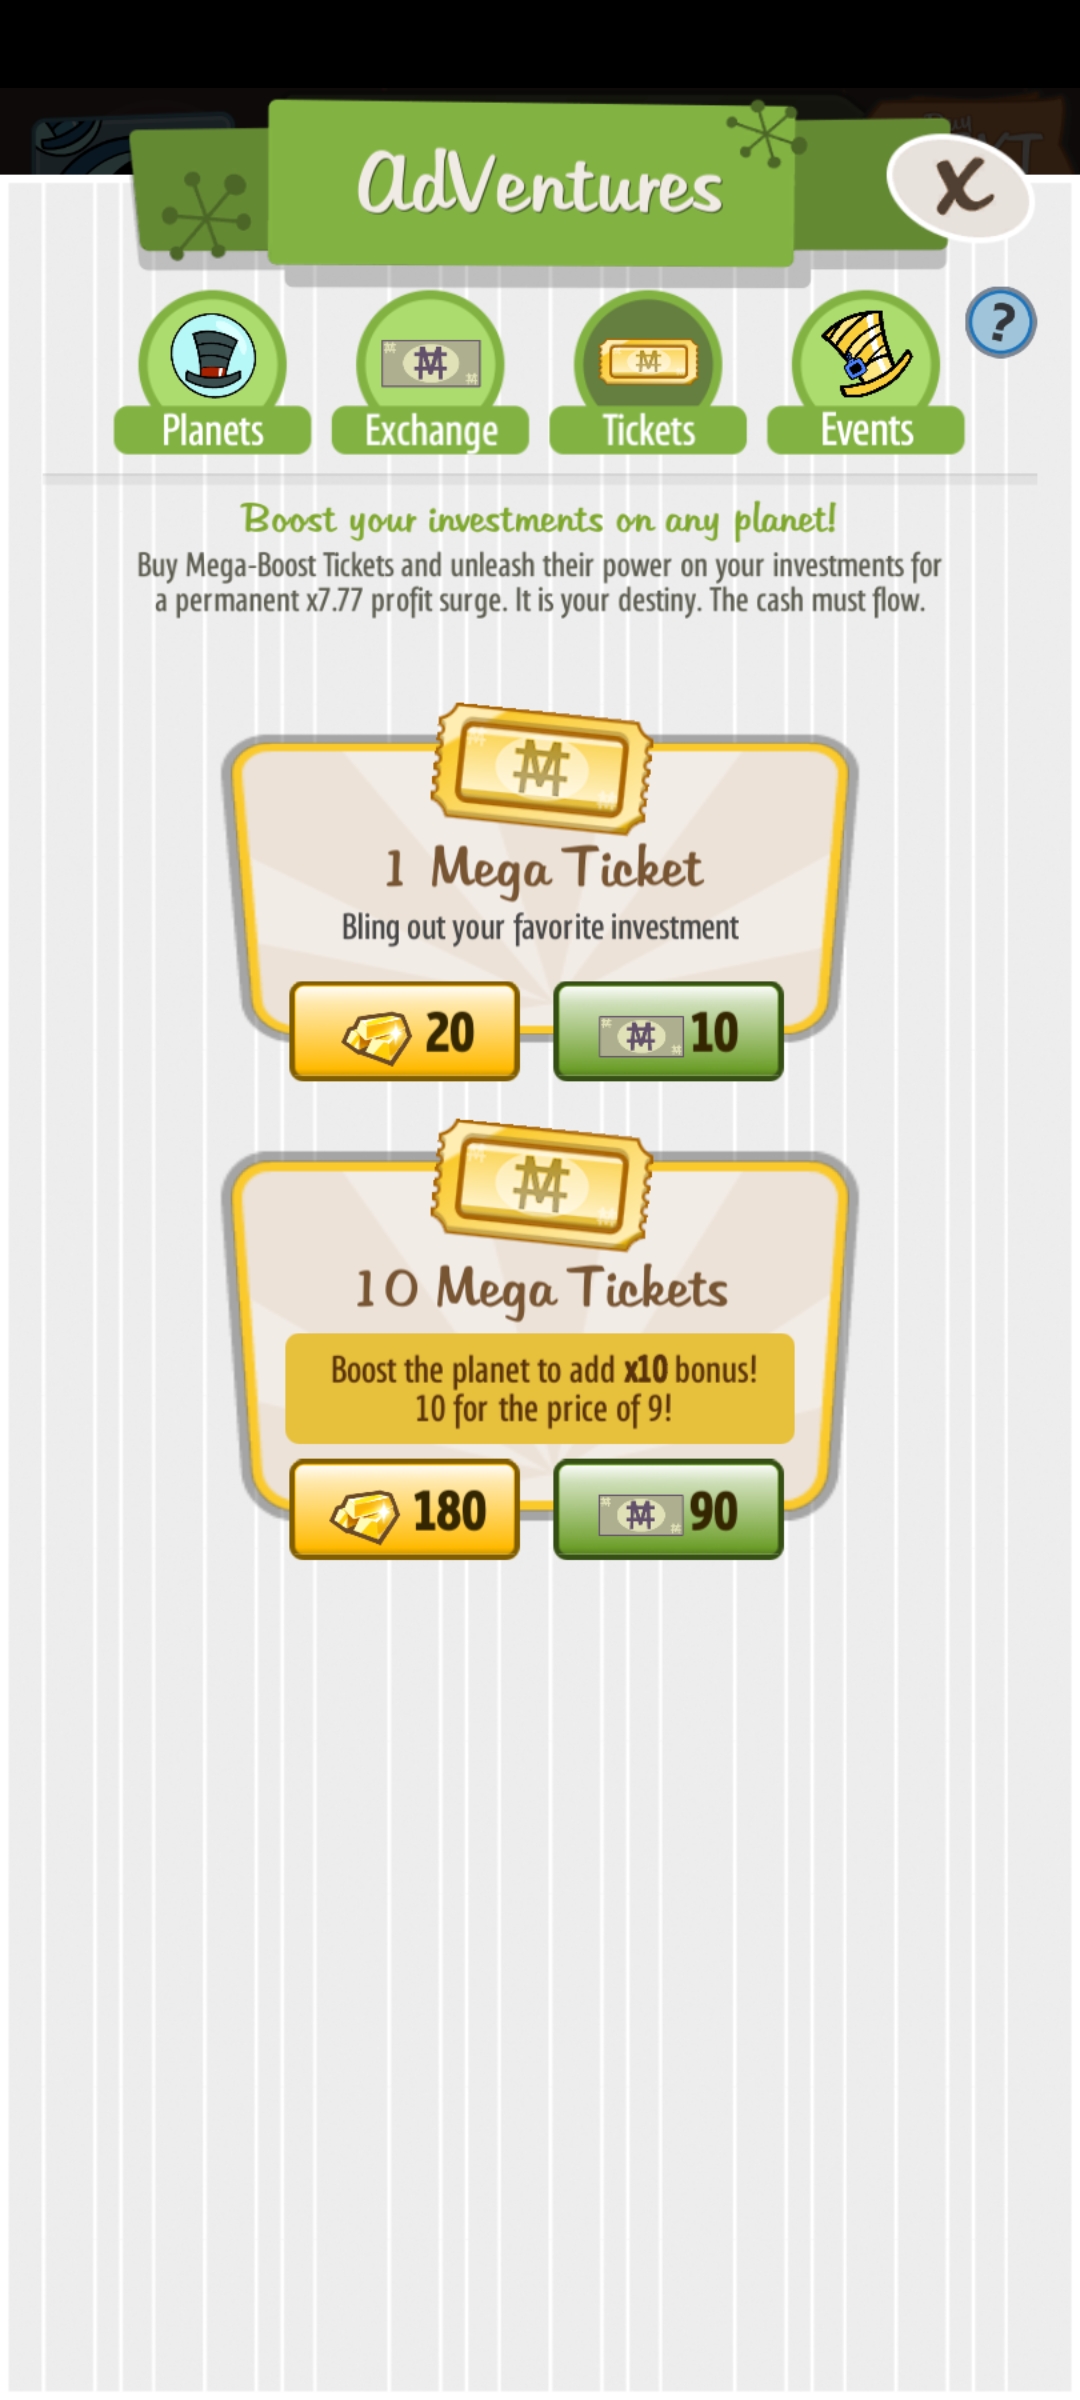 AdVentures
X
?
Planets
Exchange
Tickets
Events
Boost your investments on any planet!
Buy Mega-Boost Tickets and unleash their power on your investments for
a permanent x7.77 profit surge. It is your destiny. The cash must flow.
1 Mega Ticket
Bling out your favorite investment
20
10
10 Mega Tickets
Boost the planet to add x10 bonus!
10 for the price of 9!
180
90